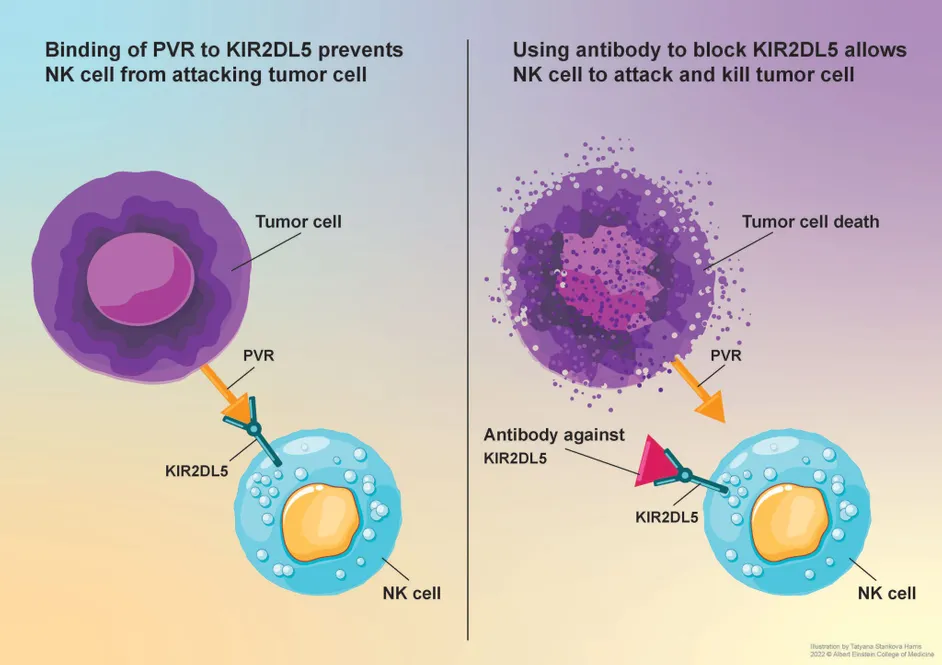 Binding of PVR to KIR2DL5 prevents
NK cell from attacking tumor cell
Tumor cell
PVR
KIR2DL5
NK cell
Using antibody to block KIR2DL5 allows
NK cell to attack and kill tumor cell
Tumor cell death
PVR
Antibody against
KIR2DL5
KIR2DL5
NK cell
Illustration by Tatyana Starikova Harris
2022 © Albert Einstein College of Medicine